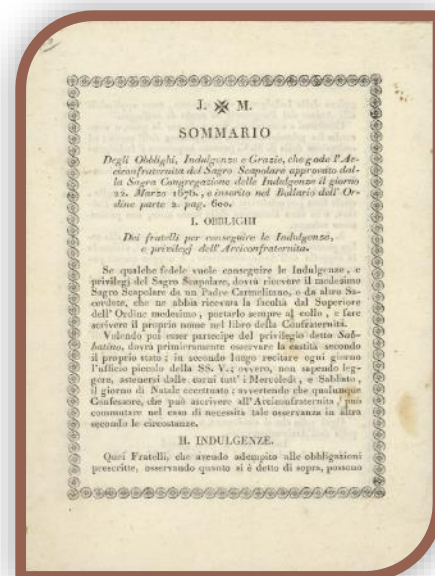 J. ※ M.
SOMMARIO
Degli Obblighi, Indulgenze e Grazie, che gode l'Ar-
ciconfraternita del Sagro Scapolare approvato dal-
la Sagra Congregazione delle Indulgenze il giorno
22. Marzo 1678. e inserito nel Bollario dell' Or-
dine parte 2. pag. 600.
I. OBBLIGHI
Dei fratelli per conseguire le Indulgenze,
e privilegj dell' Arciconfraternita.
Se qualche fedele vuole conseguire le Indulgenze, e
privilegj del Sagro Scapolare, dovrà ricevere il medesimo
Sagro Scapolare da un Padre Carmelitano, o da altro Sa-
cerdote, che ne abbia ricevuta la facoltà dal Superiore
dell' Ordine medesimo, portarlo sempre al collo, e fare
scrivere il proprio nome nel libro della Confraternità.
Volendo poi esser partecipe del privilegio detto Sab-
batino, dovrà primieramente osservare la castità secondo
il proprio stato; in secondo luogo recitare ogni giorno
l'uffizio piccolo della SS. V.; ovvero, non sapendo leg-
gere, astenersi dalle carni tutt' i Mercoledì, e Sabbato,
il giorno di Natale eccettuato; avvertendo che qualunque
Confessore, che può ascrivere all' Arciconfraternita, può
commutare nel caso di necessità tale osservanza in altra
secondo le circostanze.
II. INDULGENZE.
Quei Fratelli, che avendo adempito alle obbligazioni
prescritte, osservando quanto si è detto di sopra, possono